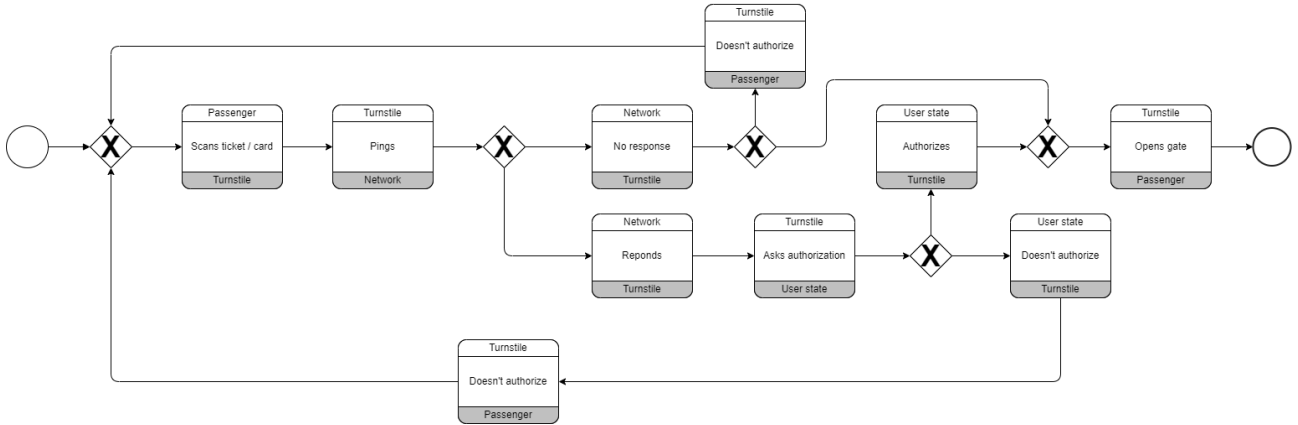 Turnstile
Doesn't authorize
Passenger
Passenger
Scans ticket / card
Turnstile
Turnstile
Pings
Network
Network
No response
Turnstile
User state
Authorizes
Turnstile
Turnstile
Opens gate
Passenger
Network
Reponds
Turnstile
Turnstile
Asks authorization
User state
User state
Doesn't authorize
Turnstile
Turnstile
Doesn't authorize
Passenger